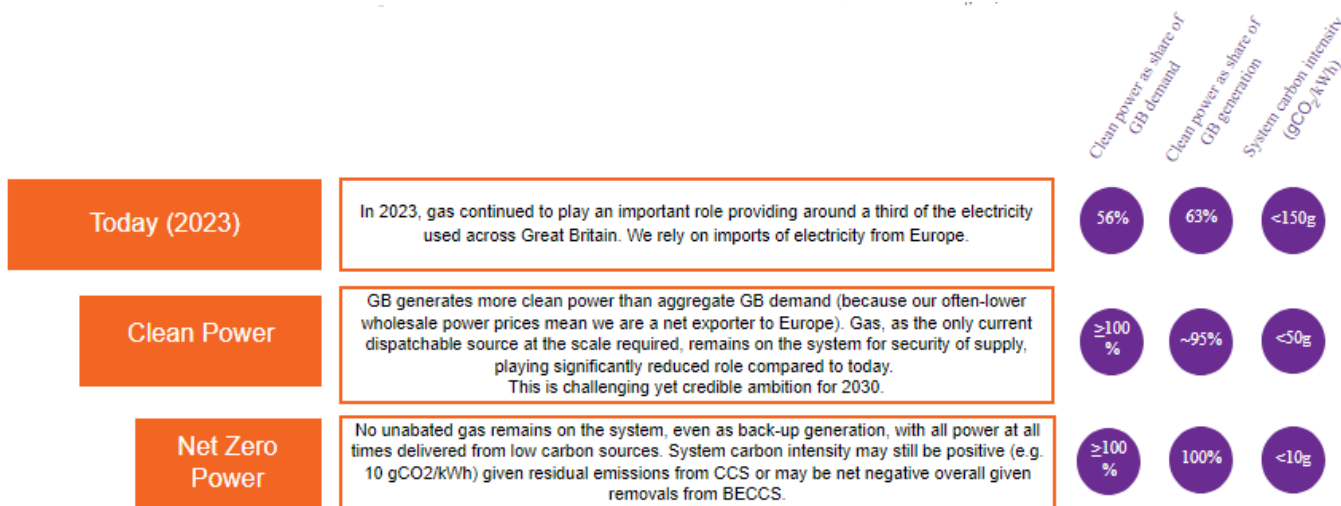 Clean power as share of
GB demand
Clean power as share of
GB generation
System carbon intensity
(gCO₂/kWh)
Today (2023)
In 2023, gas continued to play an important role providing around a third of the electricity
used across Great Britain. We rely on imports of electricity from Europe.
56%
63%
<150g
Clean Power
GB generates more clean power than aggregate GB demand (because our often-lower
wholesale power prices mean we are a net exporter to Europe). Gas, as the only current
dispatchable source at the scale required, remains on the system for security of supply,
playing significantly reduced role compared to today.
This is challenging yet credible ambition for 2030.
≥100
%
~95%
<50g
Net Zero
Power
No unabated gas remains on the system, even as back-up generation, with all power at all
times delivered from low carbon sources. System carbon intensity may still be positive (e.g.
10 gCO2/kWh) given residual emissions from CCS or may be net negative overall given
removals from BECCS.
≥100
%
100%
<10g